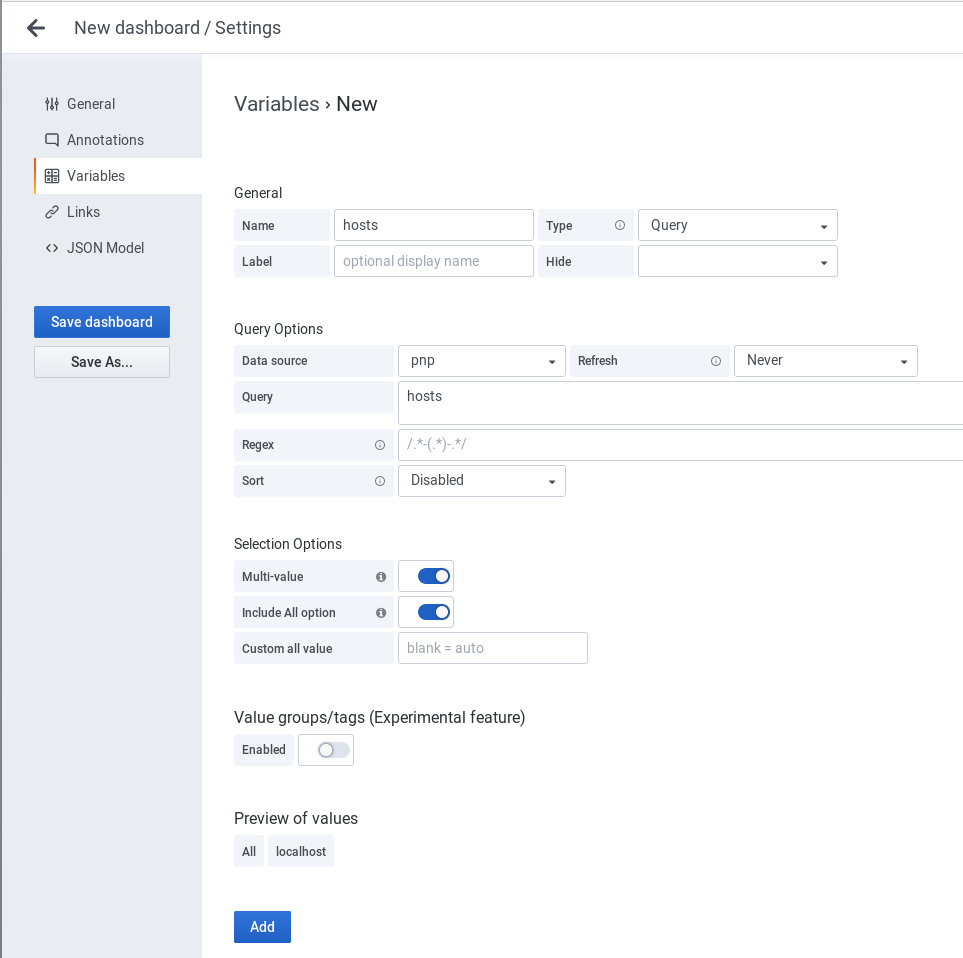 New dashboard / Settings
General
Annotations
Variables
Links
JSON Model
Save dashboard
Save As...
Variables › New
General
Name hosts Type Query
Label optional display name Hide
Query Options
Data source pnp Refresh Never
Query hosts
Regex /.*-(.*)-.*/
Sort Disabled
Selection Options
Multi-value
Include All option
Custom all value blank = auto
Value groups/tags (Experimental feature)
Enabled
Preview of values
All localhost
Add